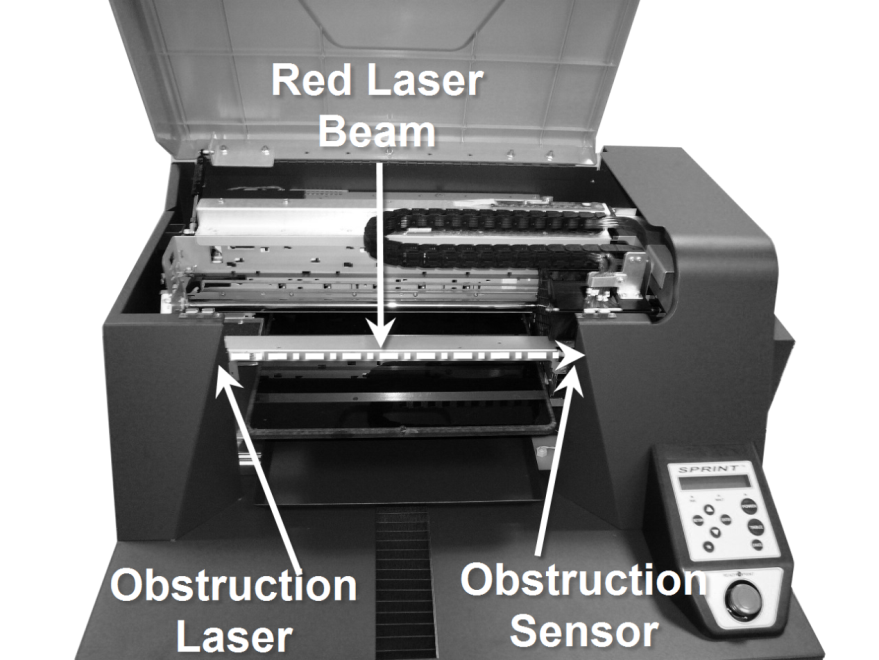 Red Laser
Beam
SPRINT
Obstruction
Laser
Obstruction
Sensor